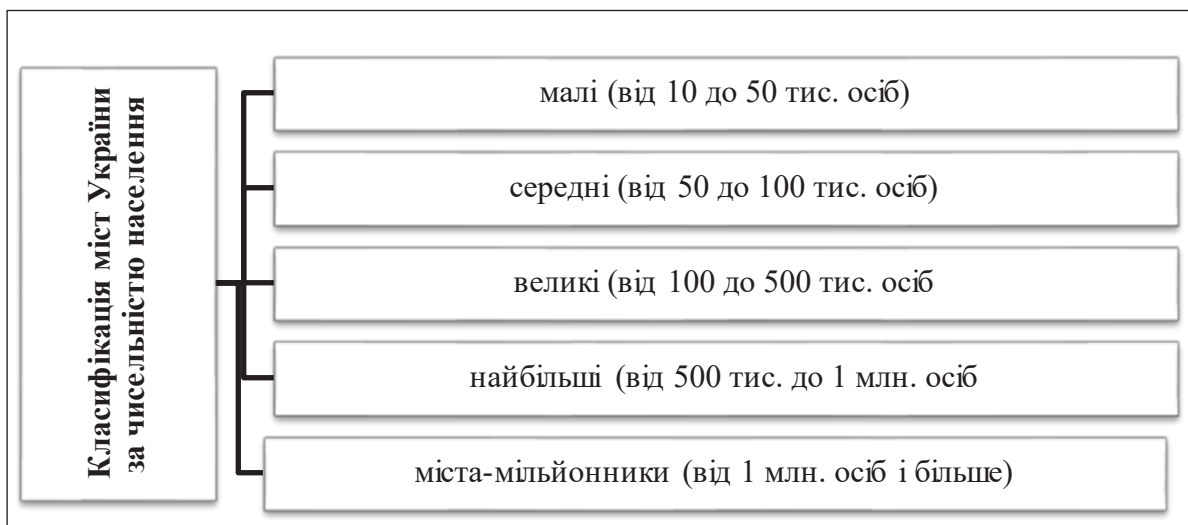 Класифікація міст України
за чисельністю населення
малі (від 10 до 50 тис. осіб)
середні (від 50 до 100 тис. осіб)
великі (від 100 до 500 тис. осіб
найбільші (від 500 тис. до 1 млн. осіб
міста-мільйонники (від 1 млн. осіб і більше)